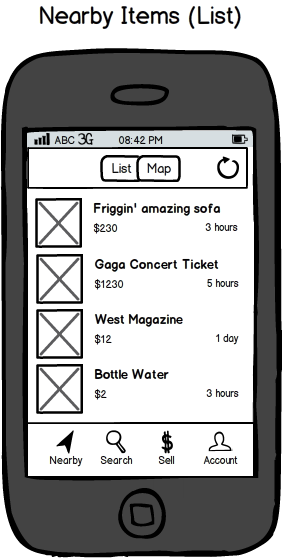 Nearby Items (List)
ABC 3G 08:42 PM
List Map
Friggin' amazing sofa
$230 3 hours
Gaga Concert Ticket
$1230 5 hours
West Magazine
$12 1 day
Bottle Water
$2 3 hours
Nearby Search Sell Account